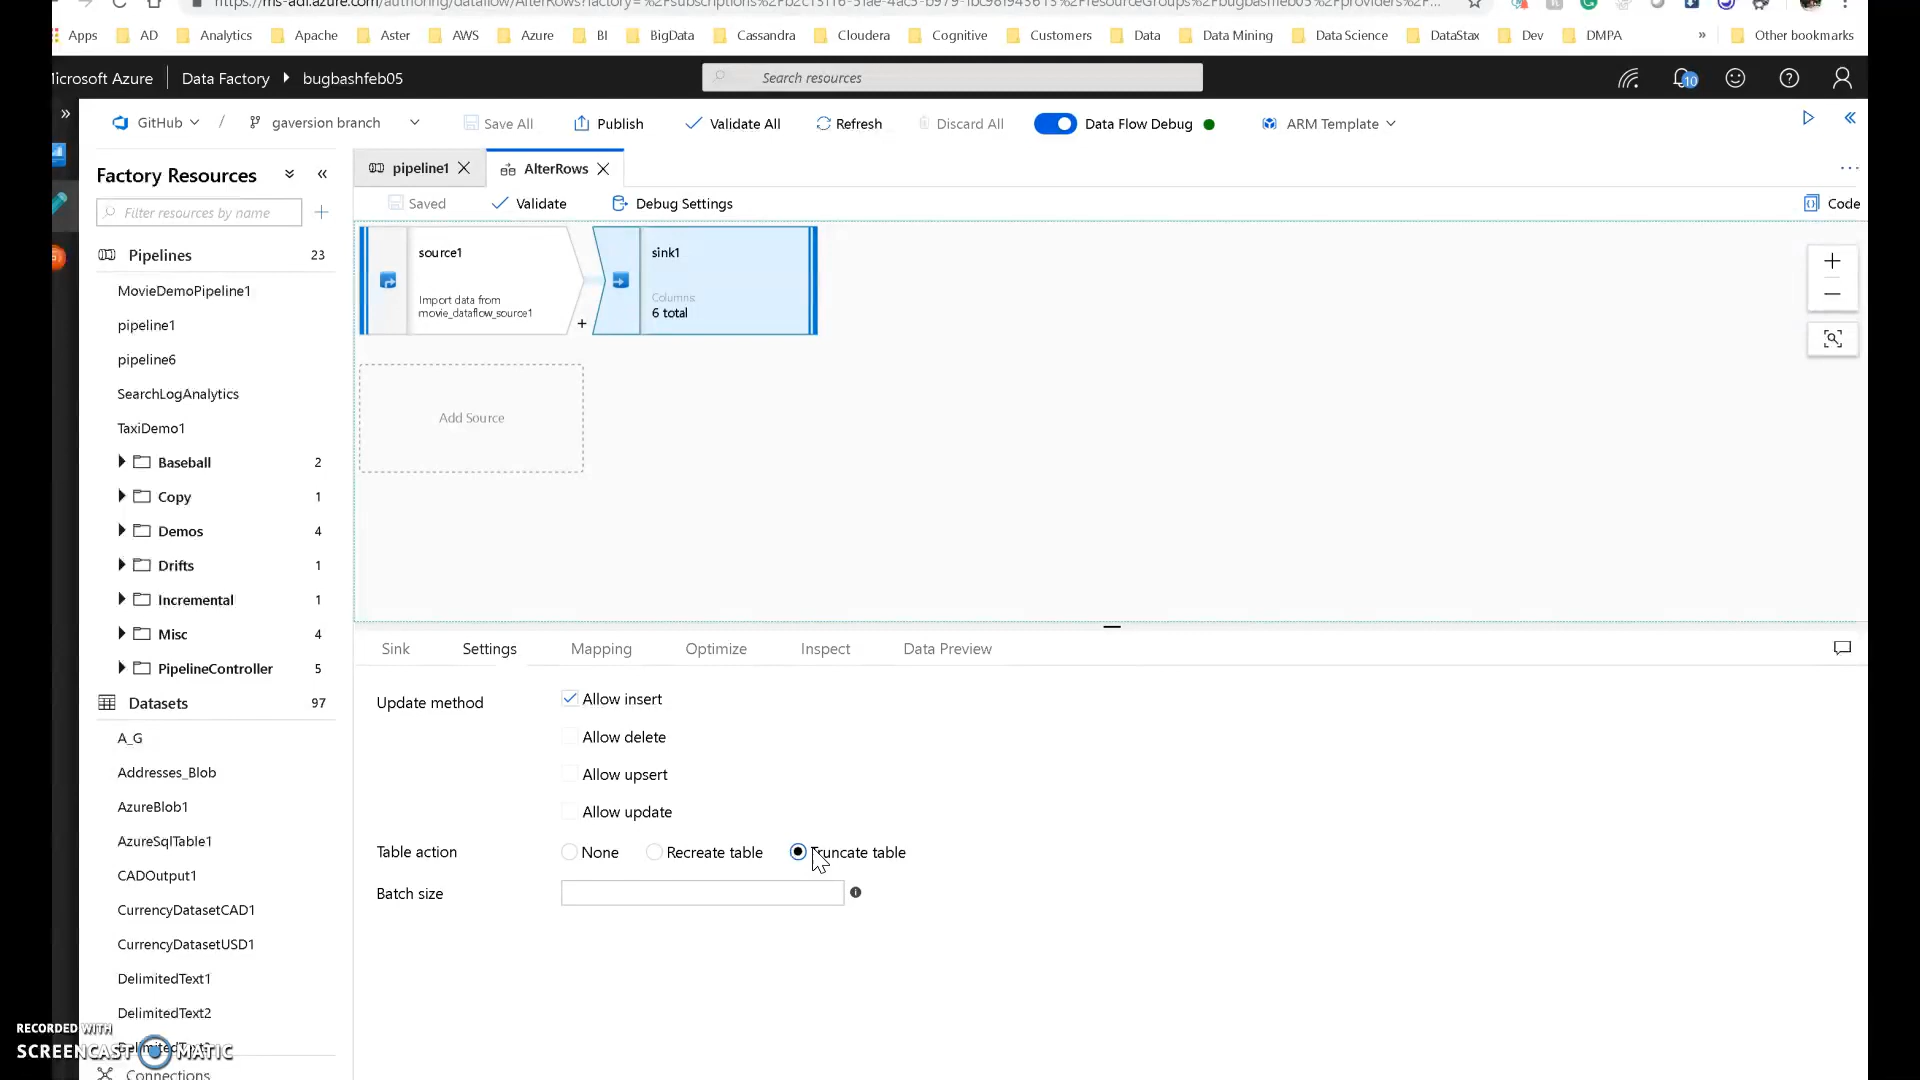 Apps AD Analytics Apache Aster AWS Azure BI BigData Cassandra Cloudera Cognitive Customers Data Data Mining Data Science DataStax Dev DMPA » Other bookmarks
Microsoft Azure Data Factory bugbashfeb05 Search resources 10
GitHub / gaversion branch Save All Publish Validate All Refresh Discard All Data Flow Debug ARM Template
Factory Resources
pipeline1 AlterRows
Saved Validate Debug Settings Code
Filter resources by name
Pipelines 23
MovieDemoPipeline1
pipeline1
pipeline6
SearchLogAnalytics
TaxiDemo1
Baseball 2
Copy 1
Demos 4
Drifts 1
Incremental 1
Misc 4
PipelineController 5
Datasets 97
A_G
Addresses_Blob
AzureBlob1
AzureSqlTable1
CADOutput1
CurrencyDatasetCAD1
CurrencyDatasetUSD1
DelimitedText1
DelimitedText2
Connections
source1
Import data from
movie_dataflow_source1
sink1
Columns:
6 total
Add Source
Sink Settings Mapping Optimize Inspect Data Preview
Update method
Allow insert
Allow delete
Allow upsert
Allow update
Table action None Recreate table Truncate table
Batch size
RECORDED WITH
SCREENCAST MATIC